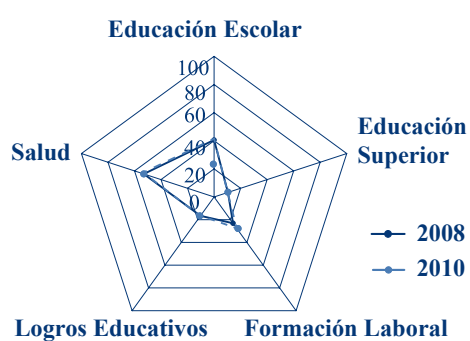 Educación Escolar
100
80
60
40
20
0
Educación
Superior
Salud
2008
2010
Logros Educativos
Formación Laboral